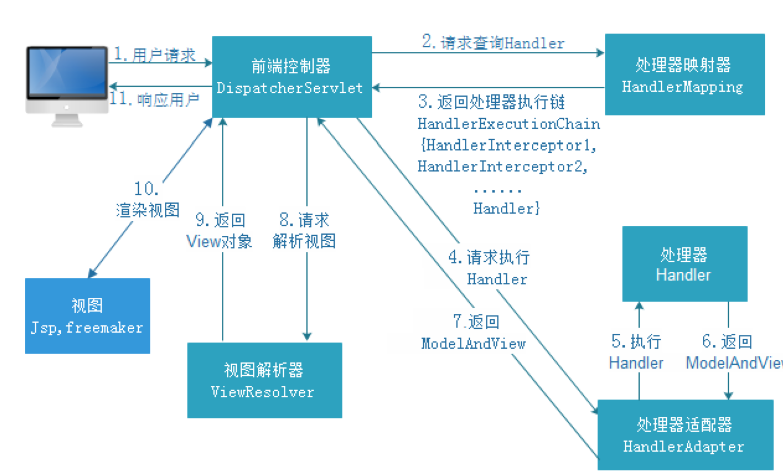 1.用户请求
11.响应用户
前端控制器
DispatcherServlet
2.请求查询Handler
处理器映射器
HandlerMapping
3.返回处理器执行链
HandlerExecutionChain
{HandlerInterceptor1,
HandlerInterceptor2,
......
Handler}
10.
渲染视图
9.返回
View对象
8.请求
解析视图
4.请求执行
Handler
处理器
Handler
视图
Jsp,freemaker
7.返回
ModelAndView
5.执行
Handler
6.返回
ModelAndView
视图解析器
ViewResolver
处理器适配器
HandlerAdapter